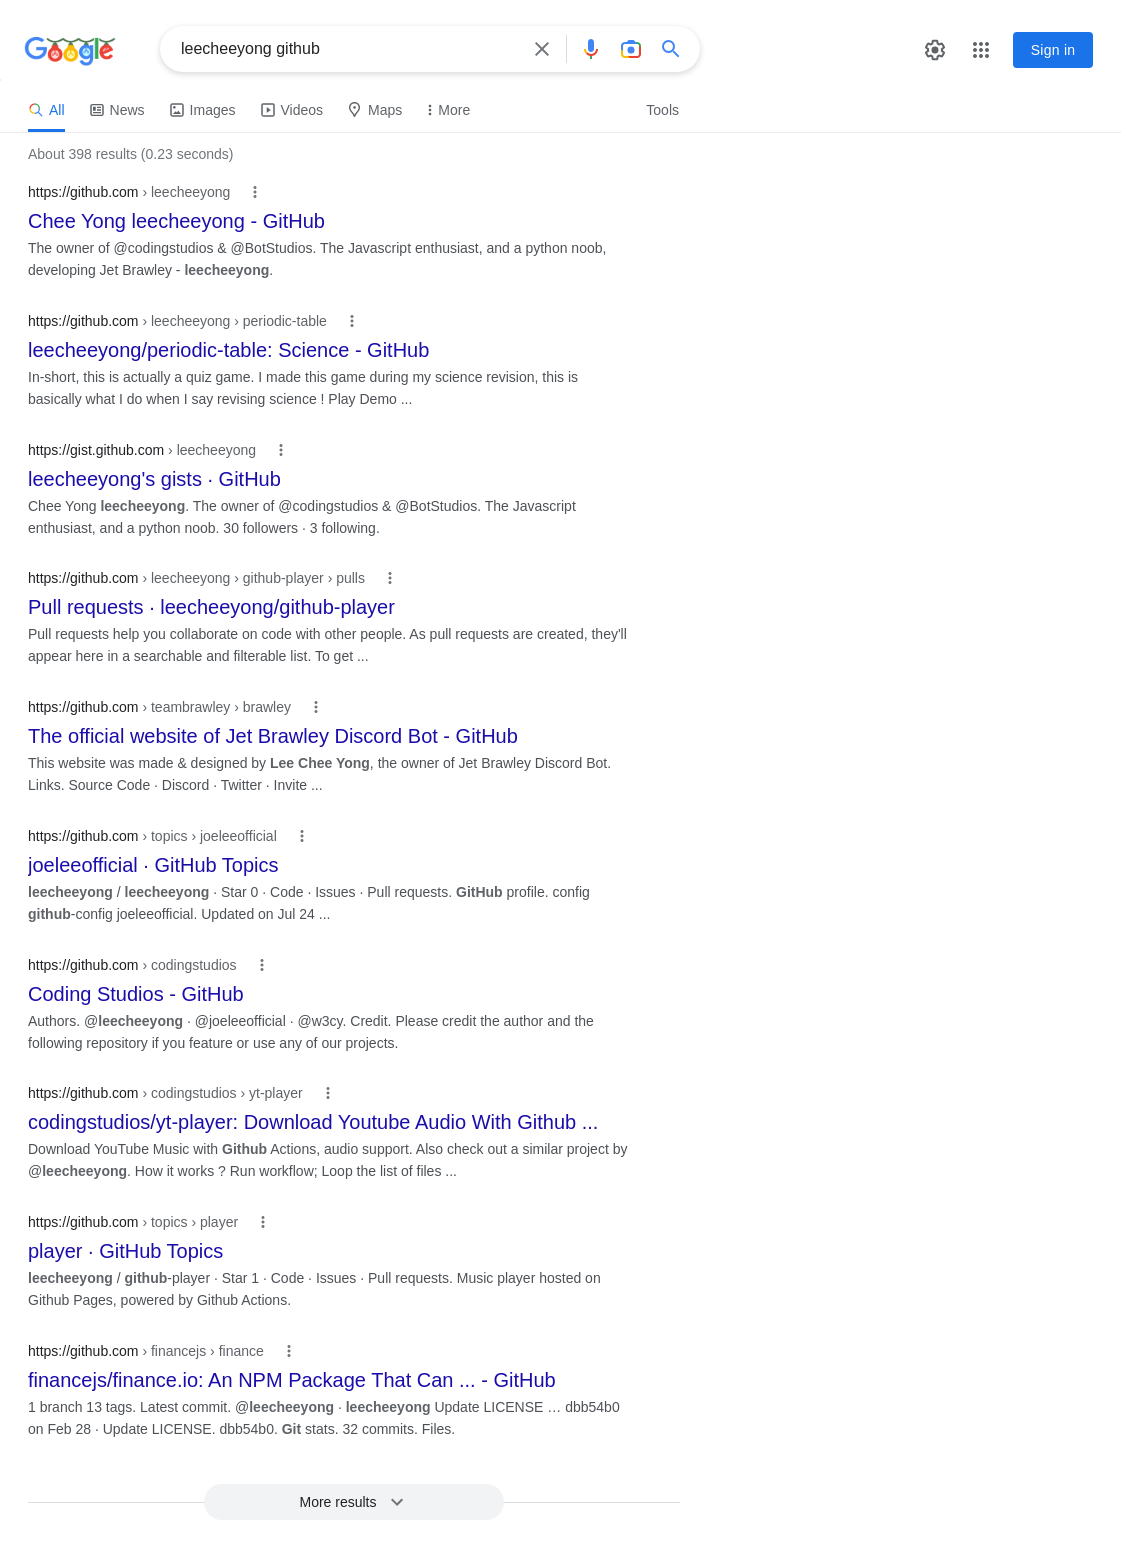 Google
leecheeyong github
Sign in
All News Images Videos Maps More Tools
About 398 results (0.23 seconds)
https://github.com › leecheeyong
Chee Yong leecheeyong - GitHub
The owner of @codingstudios & @BotStudios. The Javascript enthusiast, and a python noob,
developing Jet Brawley - leecheeyong.
https://github.com › leecheeyong › periodic-table
leecheeyong/periodic-table: Science - GitHub
In-short, this is actually a quiz game. I made this game during my science revision, this is
basically what I do when I say revising science ! Play Demo ...
https://gist.github.com › leecheeyong
leecheeyong's gists · GitHub
Chee Yong leecheeyong. The owner of @codingstudios & @BotStudios. The Javascript
enthusiast, and a python noob. 30 followers · 3 following.
https://github.com › leecheeyong › github-player › pulls
Pull requests · leecheeyong/github-player
Pull requests help you collaborate on code with other people. As pull requests are created, they'll
appear here in a searchable and filterable list. To get ...
https://github.com › teambrawley › brawley
The official website of Jet Brawley Discord Bot - GitHub
This website was made & designed by Lee Chee Yong, the owner of Jet Brawley Discord Bot.
Links. Source Code · Discord · Twitter · Invite ...
https://github.com › topics › joeleeofficial
joeleeofficial · GitHub Topics
leecheeyong / leecheeyong · Star 0 · Code · Issues · Pull requests. GitHub profile. config
github-config joeleeofficial. Updated on Jul 24 ...
https://github.com › codingstudios
Coding Studios - GitHub
Authors. @leecheeyong · @joeleeofficial · @w3cy. Credit. Please credit the author and the
following repository if you feature or use any of our projects.
https://github.com › codingstudios › yt-player
codingstudios/yt-player: Download Youtube Audio With Github ...
Download YouTube Music with Github Actions, audio support. Also check out a similar project by
@leecheeyong. How it works ? Run workflow; Loop the list of files ...
https://github.com › topics › player
player · GitHub Topics
leecheeyong / github-player · Star 1 · Code · Issues · Pull requests. Music player hosted on
Github Pages, powered by Github Actions.
https://github.com › financejs › finance
financejs/finance.io: An NPM Package That Can ... - GitHub
1 branch 13 tags. Latest commit. @leecheeyong · leecheeyong Update LICENSE … dbb54b0
on Feb 28 · Update LICENSE. dbb54b0. Git stats. 32 commits. Files.
More results